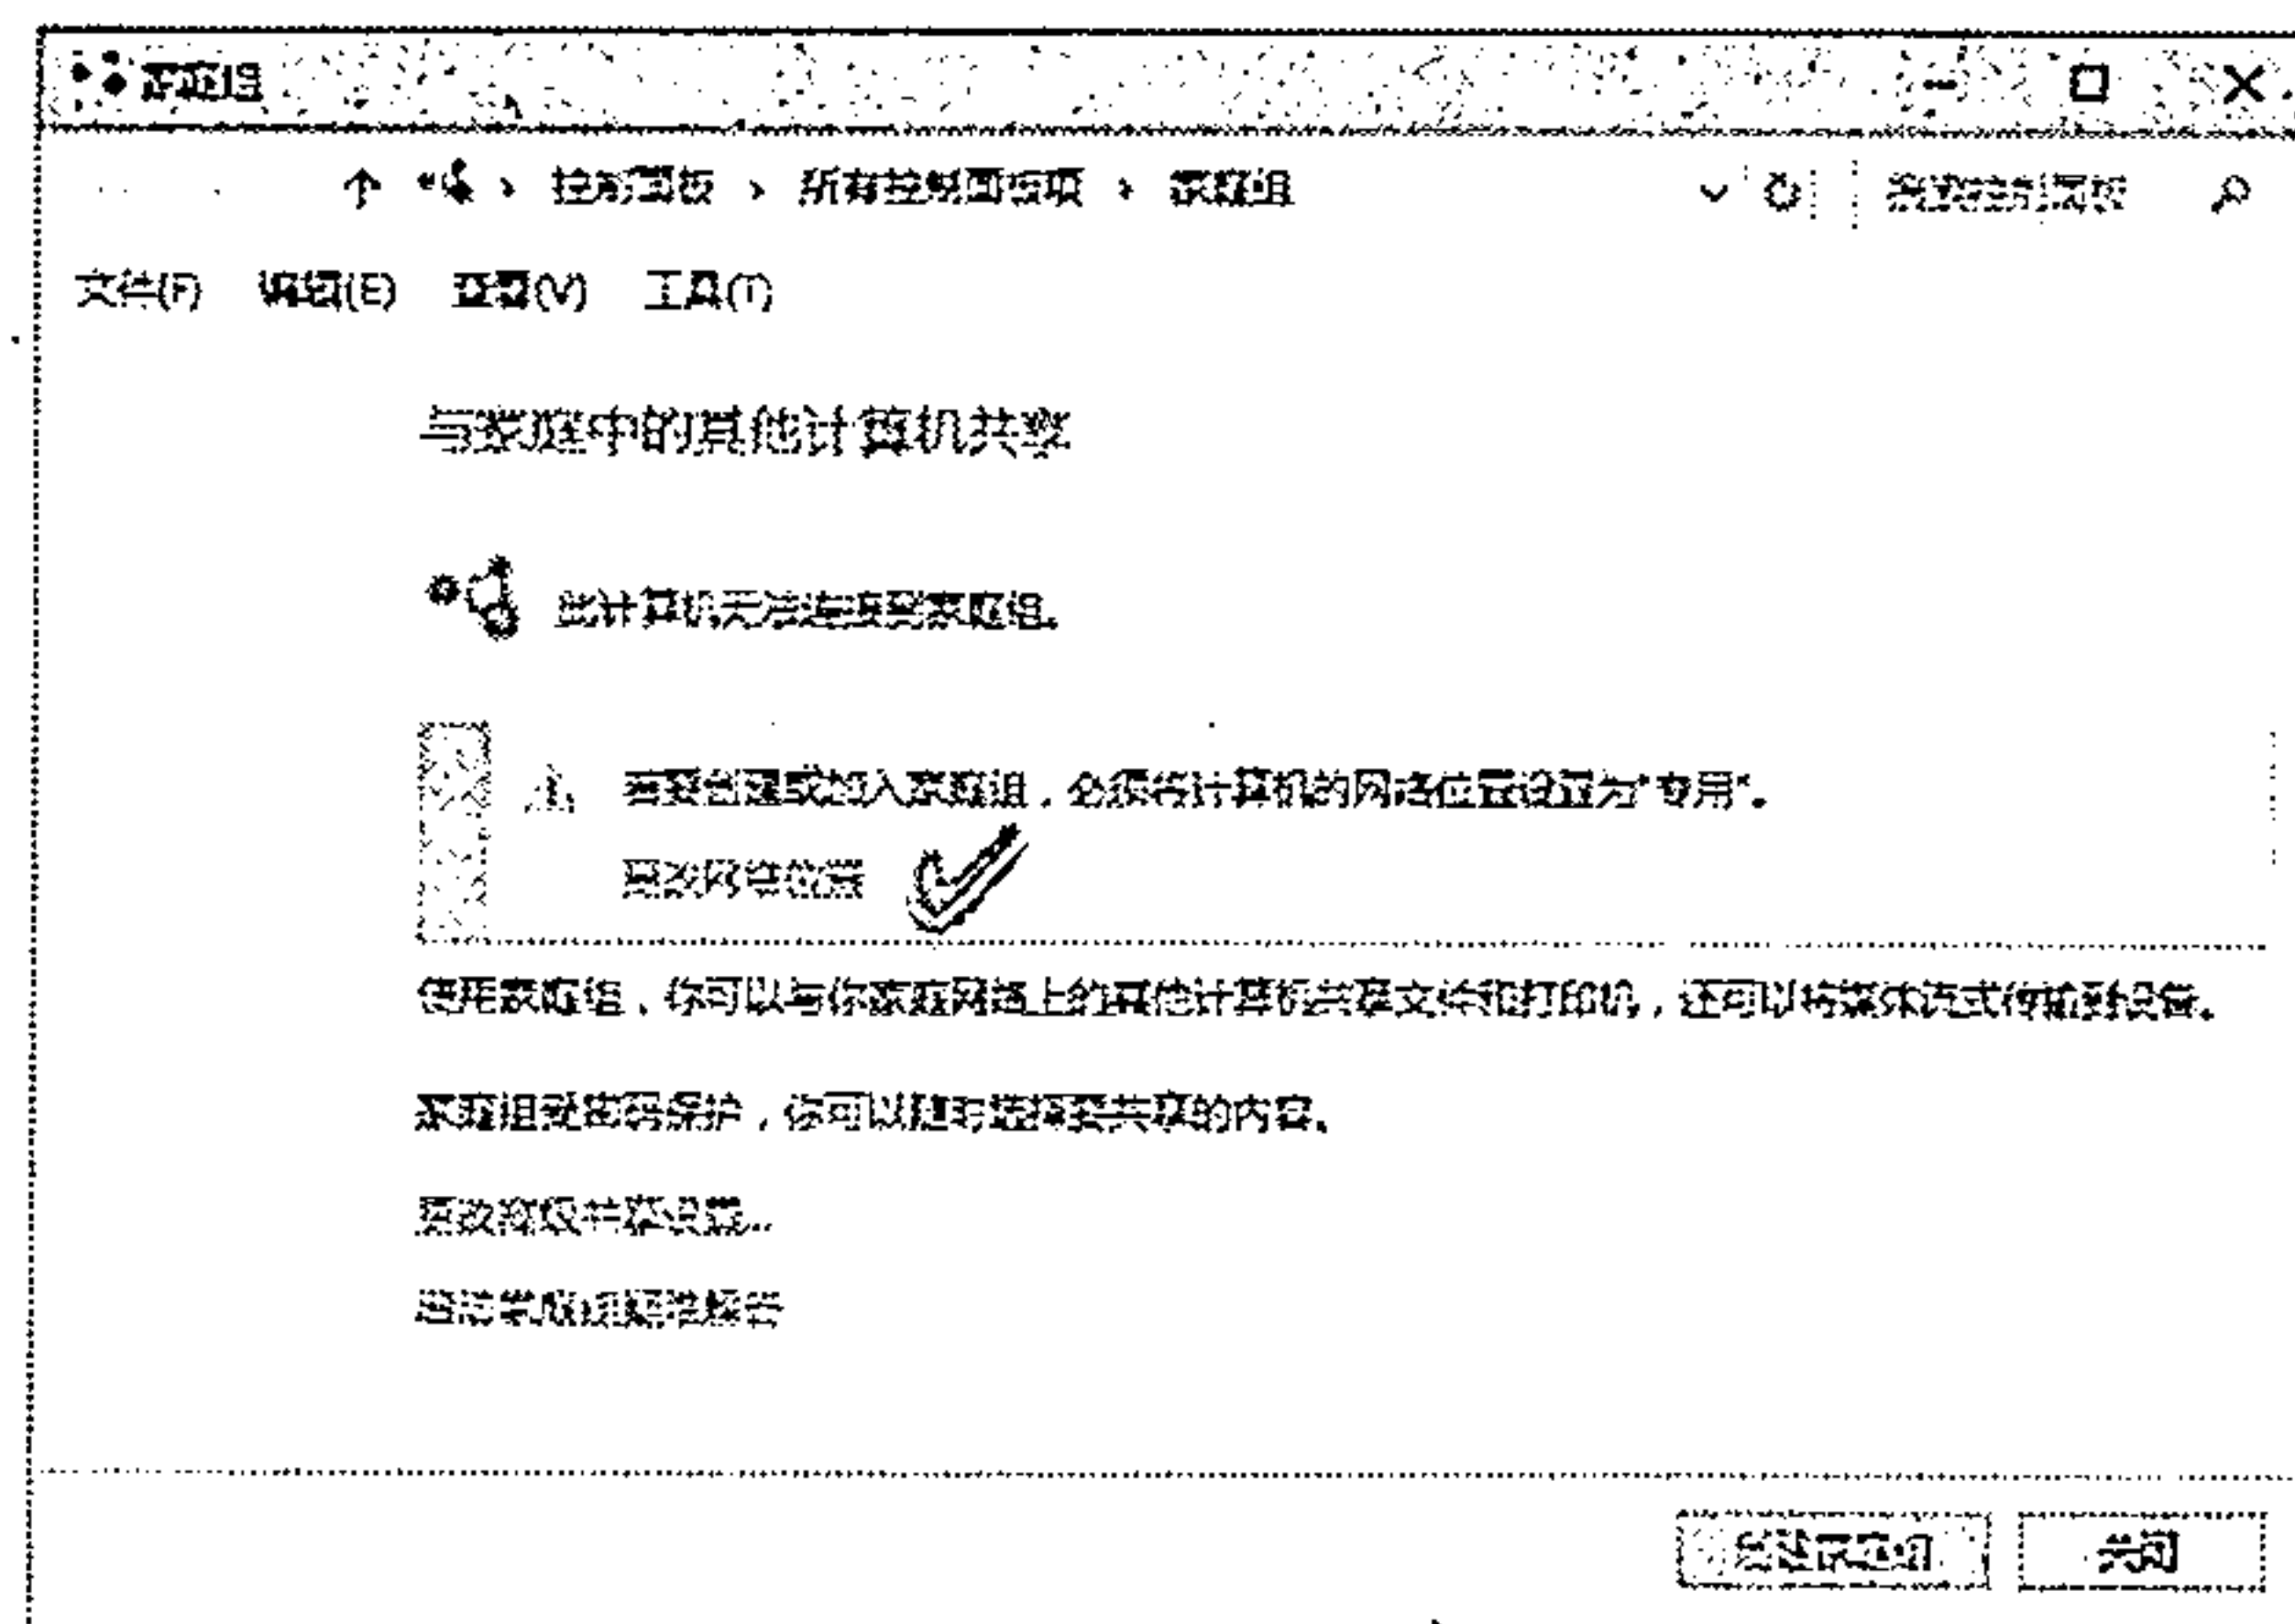 家庭组
控制面板 › 所有控制面板项 › 家庭组 搜索控制面板
文件(F) 编辑(E) 查看(V) 工具(T)
与家庭中的其他计算机共享
此计算机无法连接到家庭组。
若要创建或加入家庭组，必须将计算机的网络位置设置为"专用"。
更改网络位置
使用家庭组，你可以与你家庭网络上的其他计算机共享文件和打印机，还可以将媒体流式传输到设备。
家庭组受密码保护，你可以随时选择要共享的内容。
更改高级共享设置...
启动家庭组疑难解答
创建家庭组 关闭